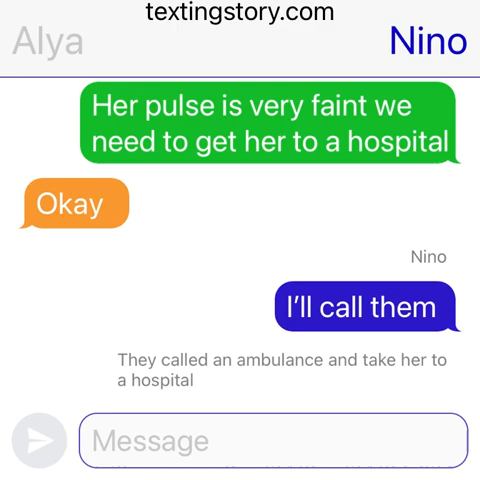 textingstory.com
Alya
Nino
Her pulse is very faint we
need to get her to a hospital
Okay
Nino
I’ll call them
They called an ambulance and take her to
a hospital
Message